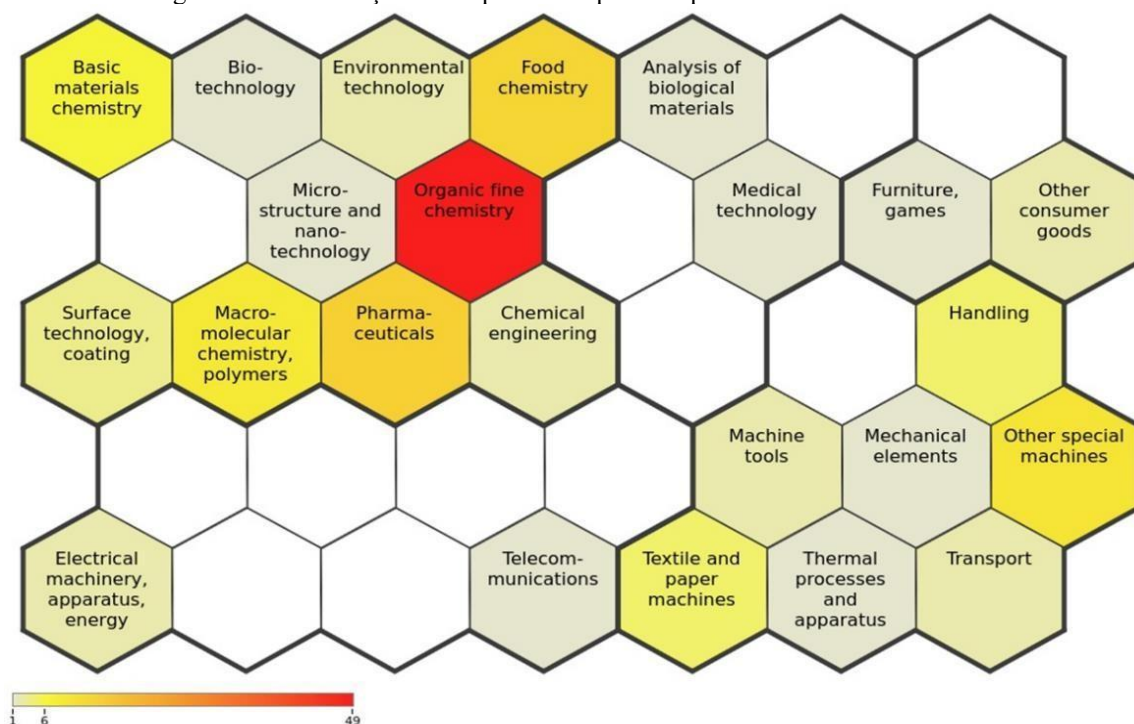 Basic
materials
chemistry
Bio-
technology
Environmental
technology
Food
chemistry
Analysis of
biological
materials
Micro-
structure and
nano-
technology
Organic fine
chemistry
Medical
technology
Furniture,
games
Other
consumer
goods
Surface
technology,
coating
Macro-
molecular
chemistry,
polymers
Pharma-
ceuticals
Chemical
engineering
Handling
Machine
tools
Mechanical
elements
Other special
machines
Electrical
machinery,
apparatus,
energy
Telecom-
munications
Textile and
paper
machines
Thermal
processes
and
apparatus
Transport
1 6 49